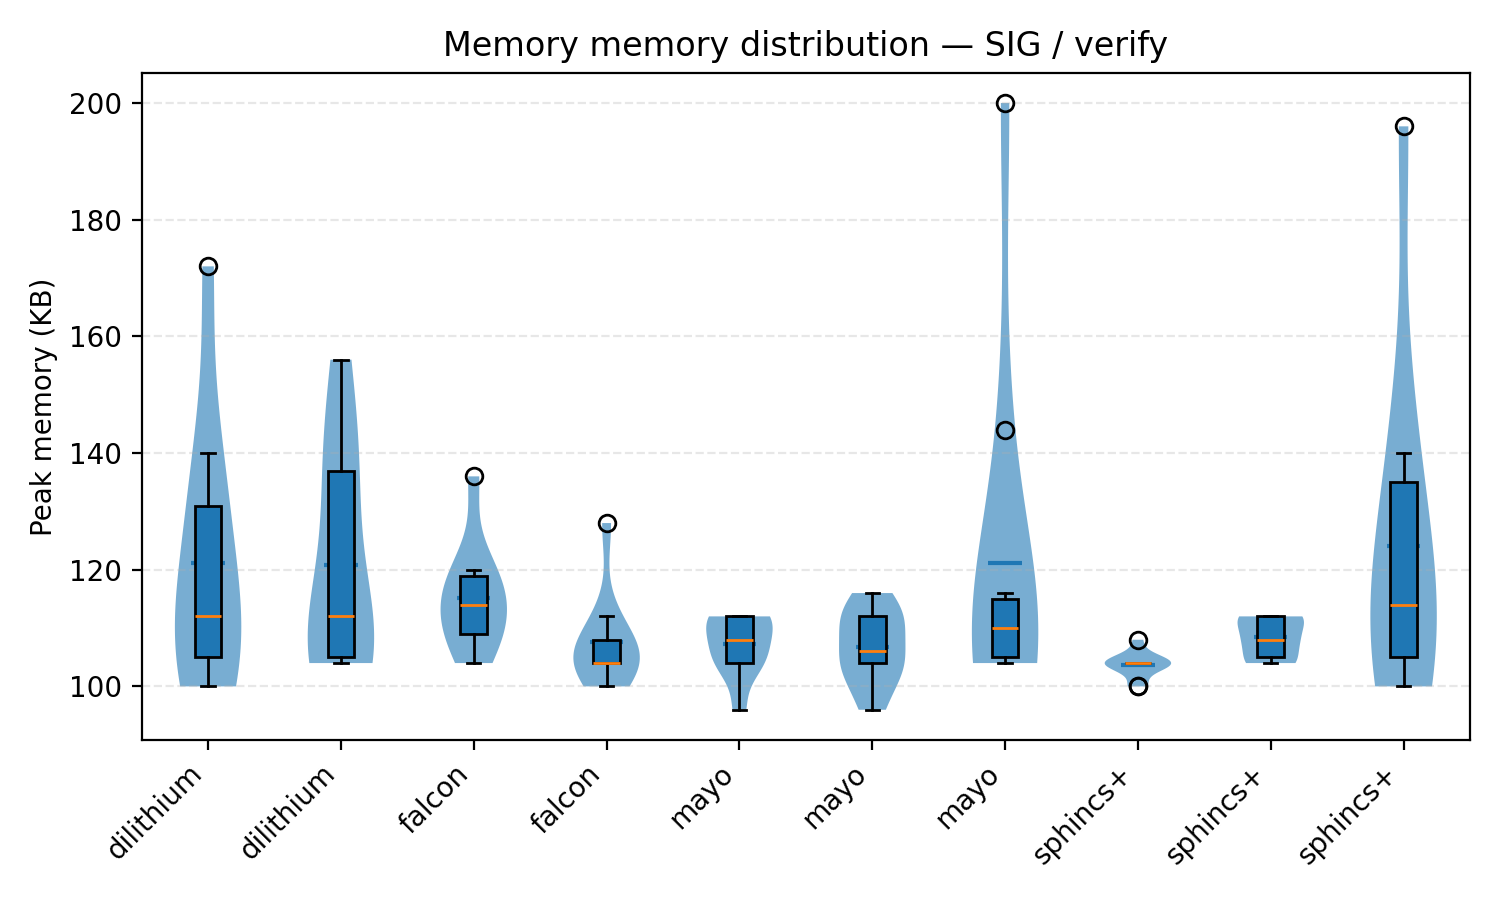 Memory memory distribution — SIG / verify
Peak memory (KB)
200
180
160
140
120
100
dilithium
dilithium
falcon
falcon
mayo
mayo
mayo
sphincs+
sphincs+
sphincs+